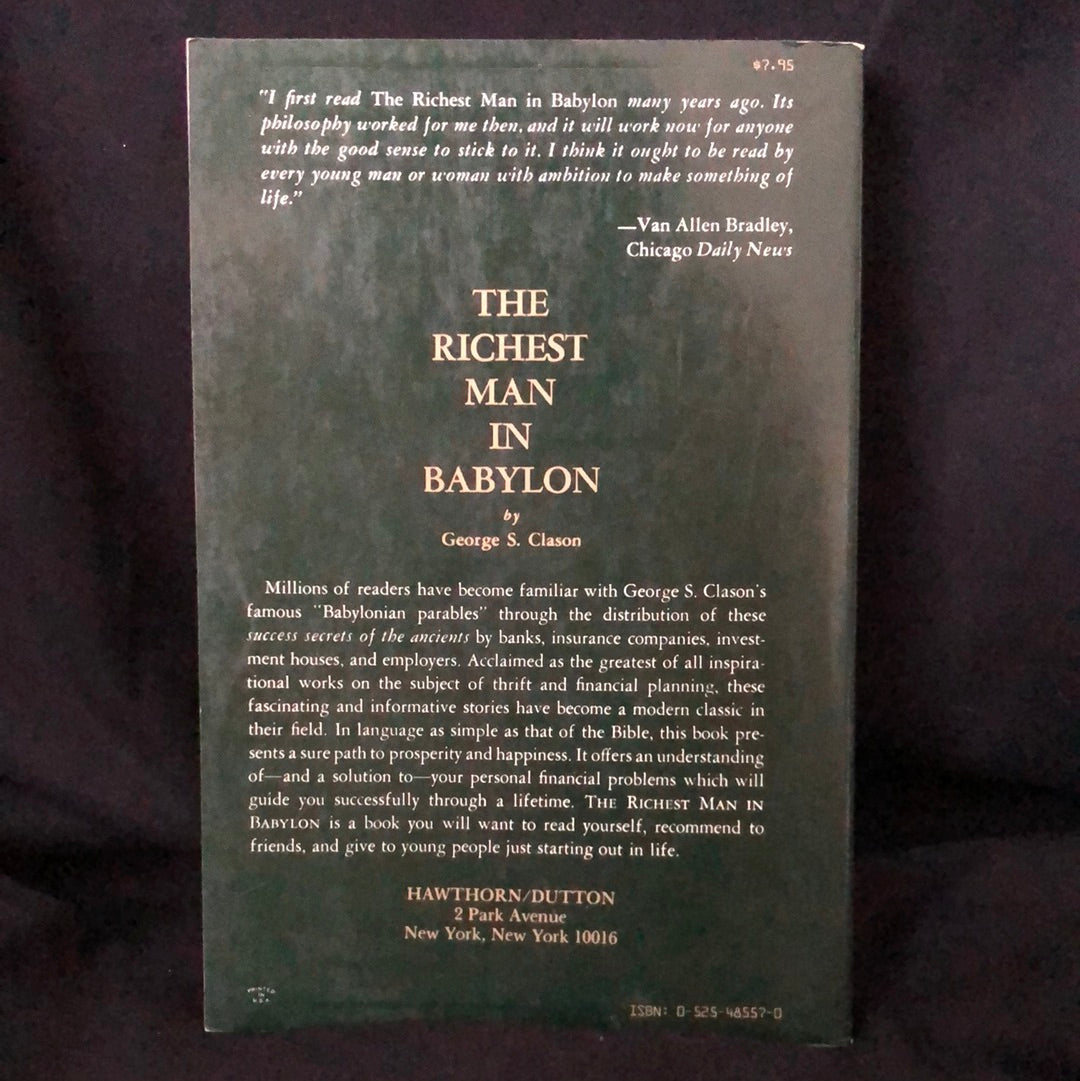 $7.95
"I first read The Richest Man in Babylon many years ago. Its
philosophy worked for me then, and it will work now for anyone
with the good sense to stick to it. I think it ought to be read by
every young man or woman with ambition to make something of
life."
—Van Allen Bradley,
Chicago Daily News
THE
RICHEST
MAN
IN
BABYLON
by
George S. Clason
Millions of readers have become familiar with George S. Clason's
famous "Babylonian parables" through the distribution of these
success secrets of the ancients by banks, insurance companies, invest-
ment houses, and employers. Acclaimed as the greatest of all inspira-
tional works on the subject of thrift and financial planning, these
fascinating and informative stories have become a modern classic in
their field. In language as simple as that of the Bible, this book pre-
sents a sure path to prosperity and happiness. It offers an understanding
of—and a solution to—your personal financial problems which will
guide you successfully through a lifetime. THE RICHEST MAN IN
BABYLON is a book you will want to read yourself, recommend to
friends, and give to young people just starting out in life.
HAWTHORN/DUTTON
2 Park Avenue
New York, New York 10016
PRINTED
IN
U.S.A.
ISBN: 0-525-48557-0